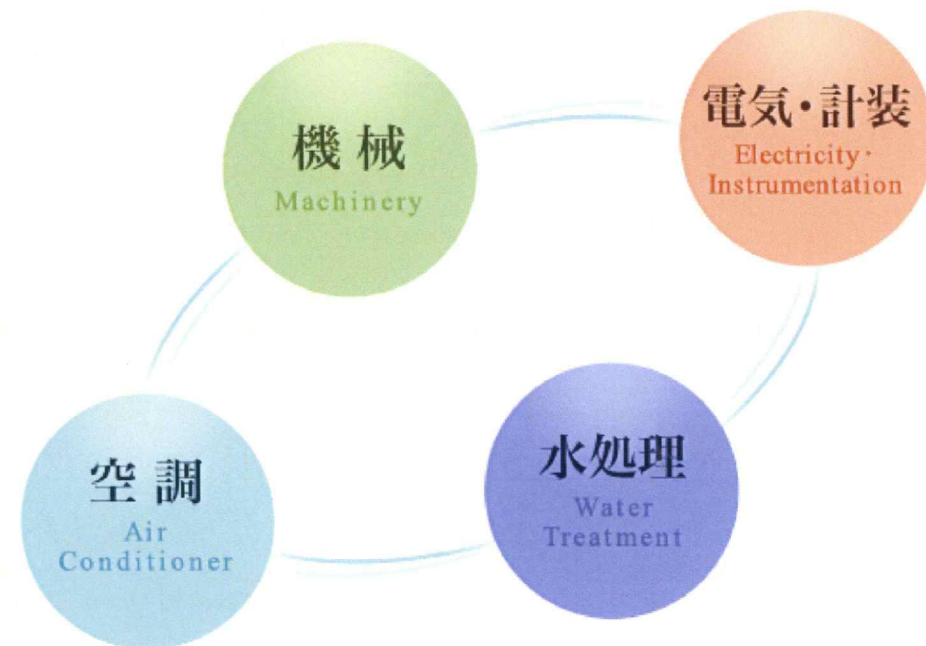 機械
Machinery
電気・計装
Electricity・
Instrumentation
空調
Air
Conditioner
水処理
Water
Treatment